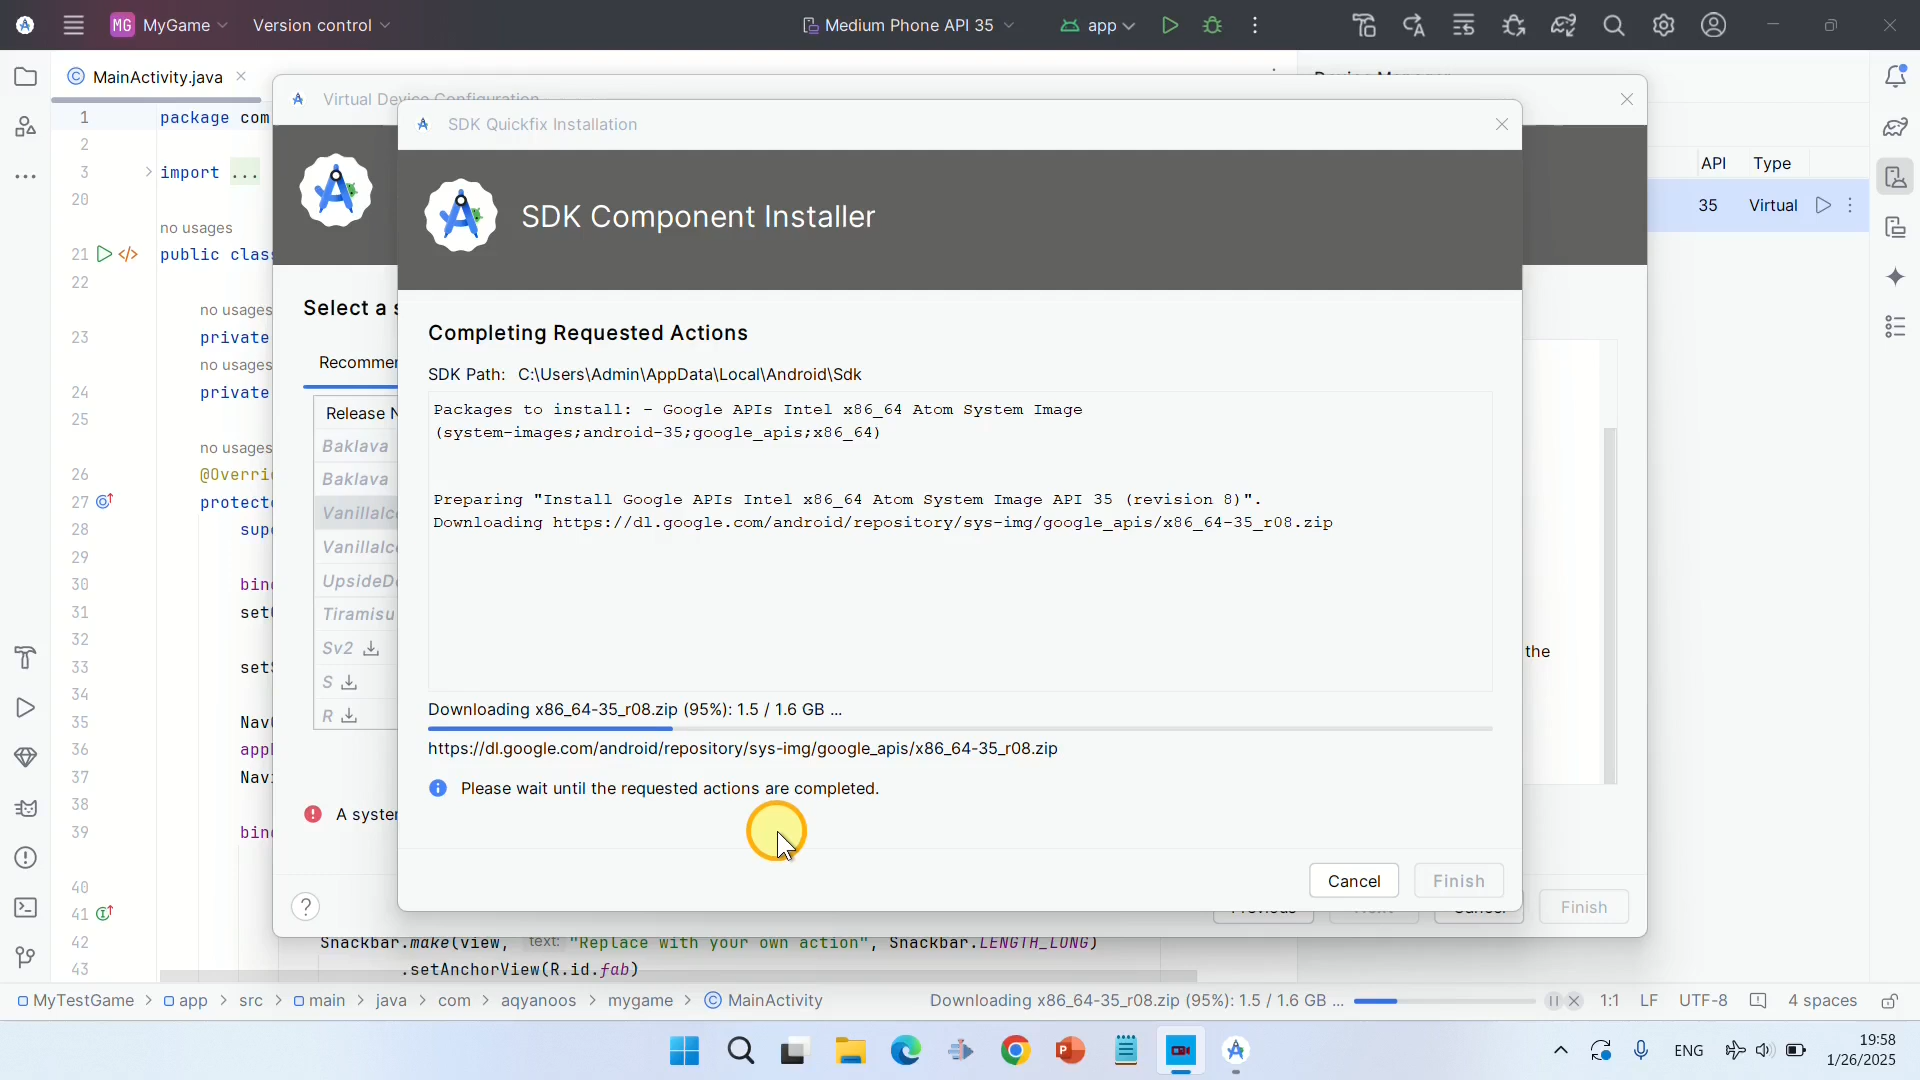 MG MyGame
Version control
Medium Phone API 35
app
MainActivity.java
Virtual Device Configuration
SDK Quickfix Installation
SDK Component Installer
API Type
35 Virtual
1 package com
2
3 import ...
20
no usages
21 public clas
22
no usages
23 private
no usages
24 private
25
no usages
26 @Overri
27 protect
28 sup
29
30 bin
31 set
32
33 set
34
35 Nav
36 app
37 Nav
38
39 bin
40
41
42 Snackbar.make(view, text: "Replace with your own action", Snackbar.LENGTH_LONG)
43 .setAnchorView(R.id.fab)
Select a s
Recommen
Release N
Baklava
Baklava
VanillaIc
VanillaIc
UpsideD
Tiramisu
Sv2
S
R
A syste
Completing Requested Actions
SDK Path: C:\Users\Admin\AppData\Local\Android\Sdk
Packages to install: - Google APIs Intel x86_64 Atom System Image
(system-images;android-35;google_apis;x86_64)
Preparing "Install Google APIs Intel x86_64 Atom System Image API 35 (revision 8)".
Downloading https://dl.google.com/android/repository/sys-img/google_apis/x86_64-35_r08.zip
Downloading x86_64-35_r08.zip (95%): 1.5 / 1.6 GB ...
https://dl.google.com/android/repository/sys-img/google_apis/x86_64-35_r08.zip
Please wait until the requested actions are completed.
Cancel Finish
the
?
Finish
MyTestGame > app > src > main > java > com > aqyanoos > mygame > MainActivity
Downloading x86_64-35_r08.zip (95%): 1.5 / 1.6 GB ...
1:1 LF UTF-8 4 spaces
ENG
19:58
1/26/2025